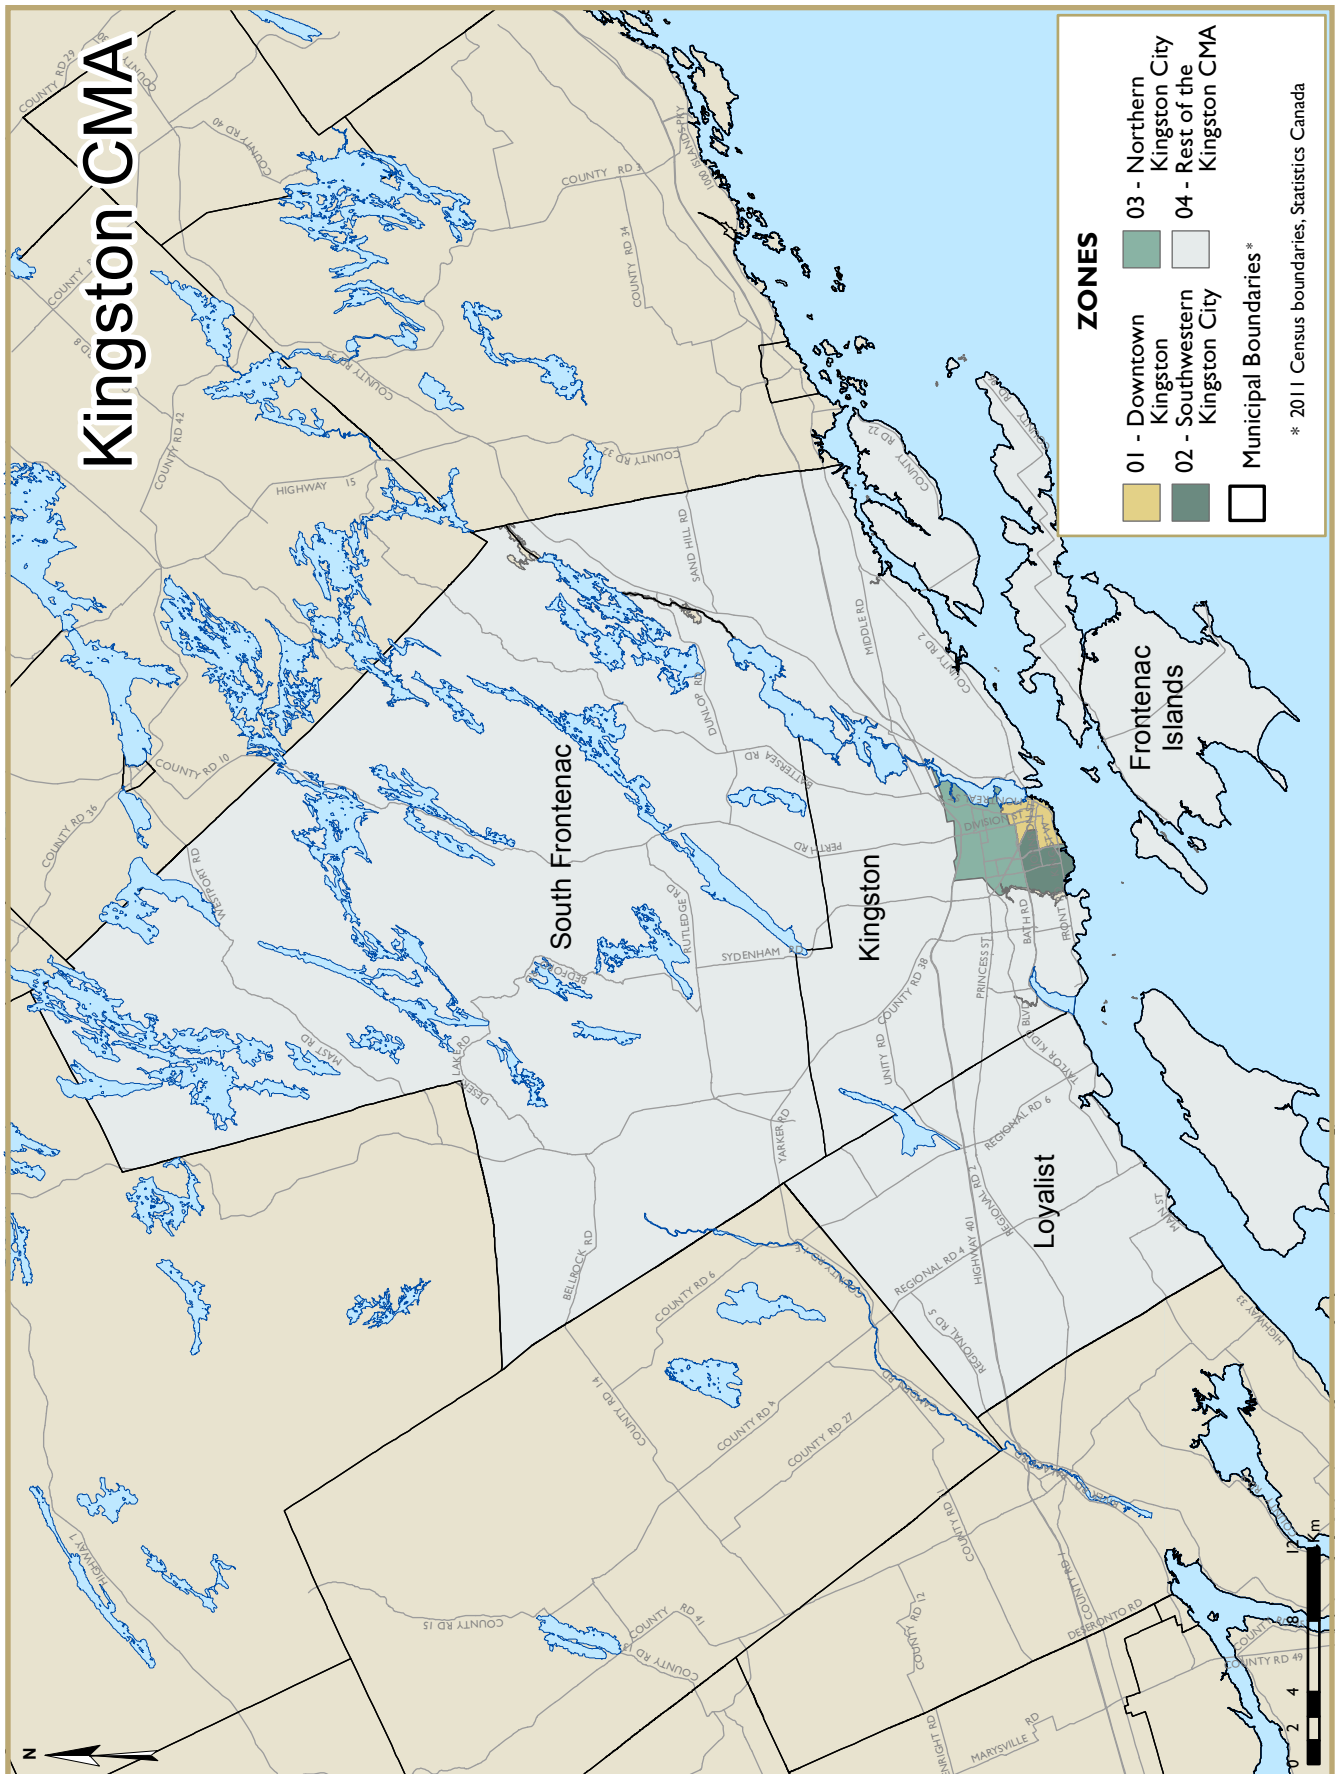 Kingston CMA
N
ZONES
01 - Downtown
Kingston
02 - Southwestern
Kingston City
03 - Northern
Kingston City
04 - Rest of the
Kingston CMA
Municipal Boundaries*
* 2011 Census boundaries, Statistics Canada
South Frontenac
Kingston
Loyalist
Frontenac
Islands
COUNTY RD 29
COUNTY RD 40
COUNTY RD 42
HIGHWAY 15
COUNTY RD 3
COUNTY RD 34
1000 ISLANDS PKY
COUNTY RD 32
COUNTY RD 22
COUNTY RD 36
COUNTY RD 10
WESTPORT RD
SAND HILL RD
MIDDLE RD
COUNTY RD 2
DUNLOP RD
BATTERSEA RD
PERTH RD
DIVISION ST
RUTLEDGE RD
SYDENHAM RD
MAST RD
UNITY RD
COUNTY RD 38
PRINCESS ST
BATH RD
TAYLOR KIDD BLVD
YARKER RD
REGIONAL RD 6
REGIONAL RD 2
HIGHWAY 401
REGIONAL RD 4
REGIONAL RD 5
MAIN ST
HIGHWAY 33
BELLROCK RD
COUNTY RD 6
COUNTY RD 14
COUNTY RD 4
COUNTY RD 27
HIGHWAY 7
COUNTY RD 15
COUNTY RD 41
COUNTY RD 1
COUNTY RD 12
DESERONTO RD
COUNTY RD 49
MARYSVILLE RD
0 2 4 8 12
Km